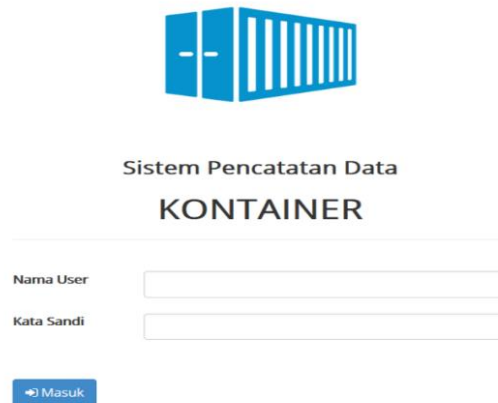 Sistem Pencatatan Data
KONTAINER
Nama User
Kata Sandi
Masuk